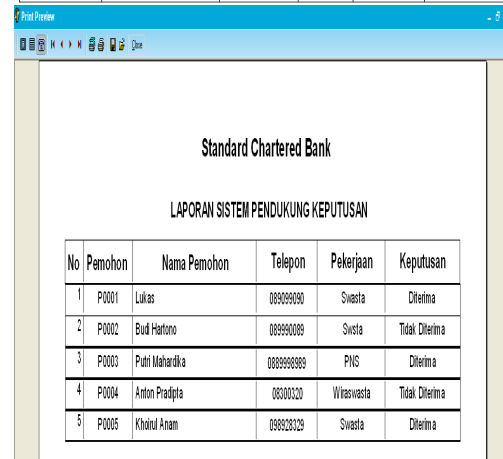 Print Preview
Close
Standard Chartered Bank
LAPORAN SISTEM PENDUKUNG KEPUTUSAN
No Pemohon Nama Pemohon Telepon Pekerjaan Keputusan
1 P0001 Lukas 089099090 Swasta Diterima
2 P0002 Budi Hartono 089990089 Swsta Tidak Diterima
3 P0003 Putri Mahardika 0889998989 PNS Diterima
4 P0004 Anton Pradipta 08300320 Wiraswasta Tidak Diterima
5 P0005 Khoirul Anam 098928329 Swasta Diterima